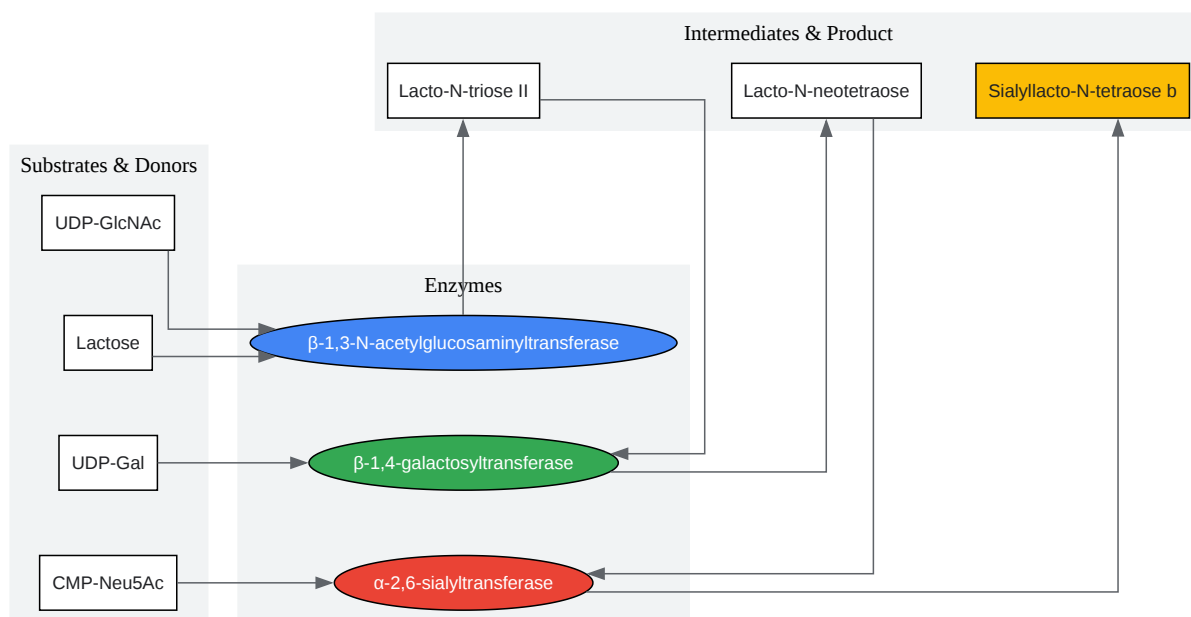 Intermediates & Product
Lacto-N-triose II
Lacto-N-neotetraose
Sialyllacto-N-tetraose b
Substrates & Donors
UDP-GlcNAc
Lactose
UDP-Gal
CMP-Neu5Ac
Enzymes
β-1,3-N-acetylglucosaminyltransferase
β-1,4-galactosyltransferase
α-2,6-sialyltransferase